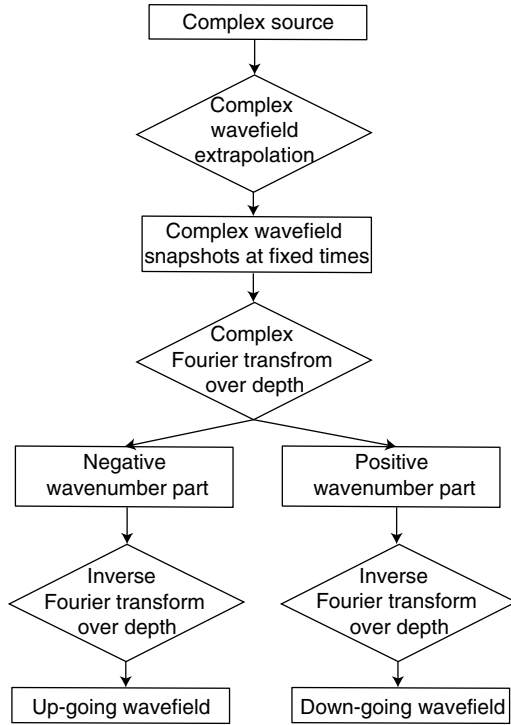 Complex source
Complex
wavefield
extrapolation
Complex wavefield
snapshots at fixed times
Complex
Fourier transfrom
over depth
Negative
wavenumber part
Positive
wavenumber part
Inverse
Fourier transform
over depth
Inverse
Fourier transform
over depth
Up-going wavefield
Down-going wavefield